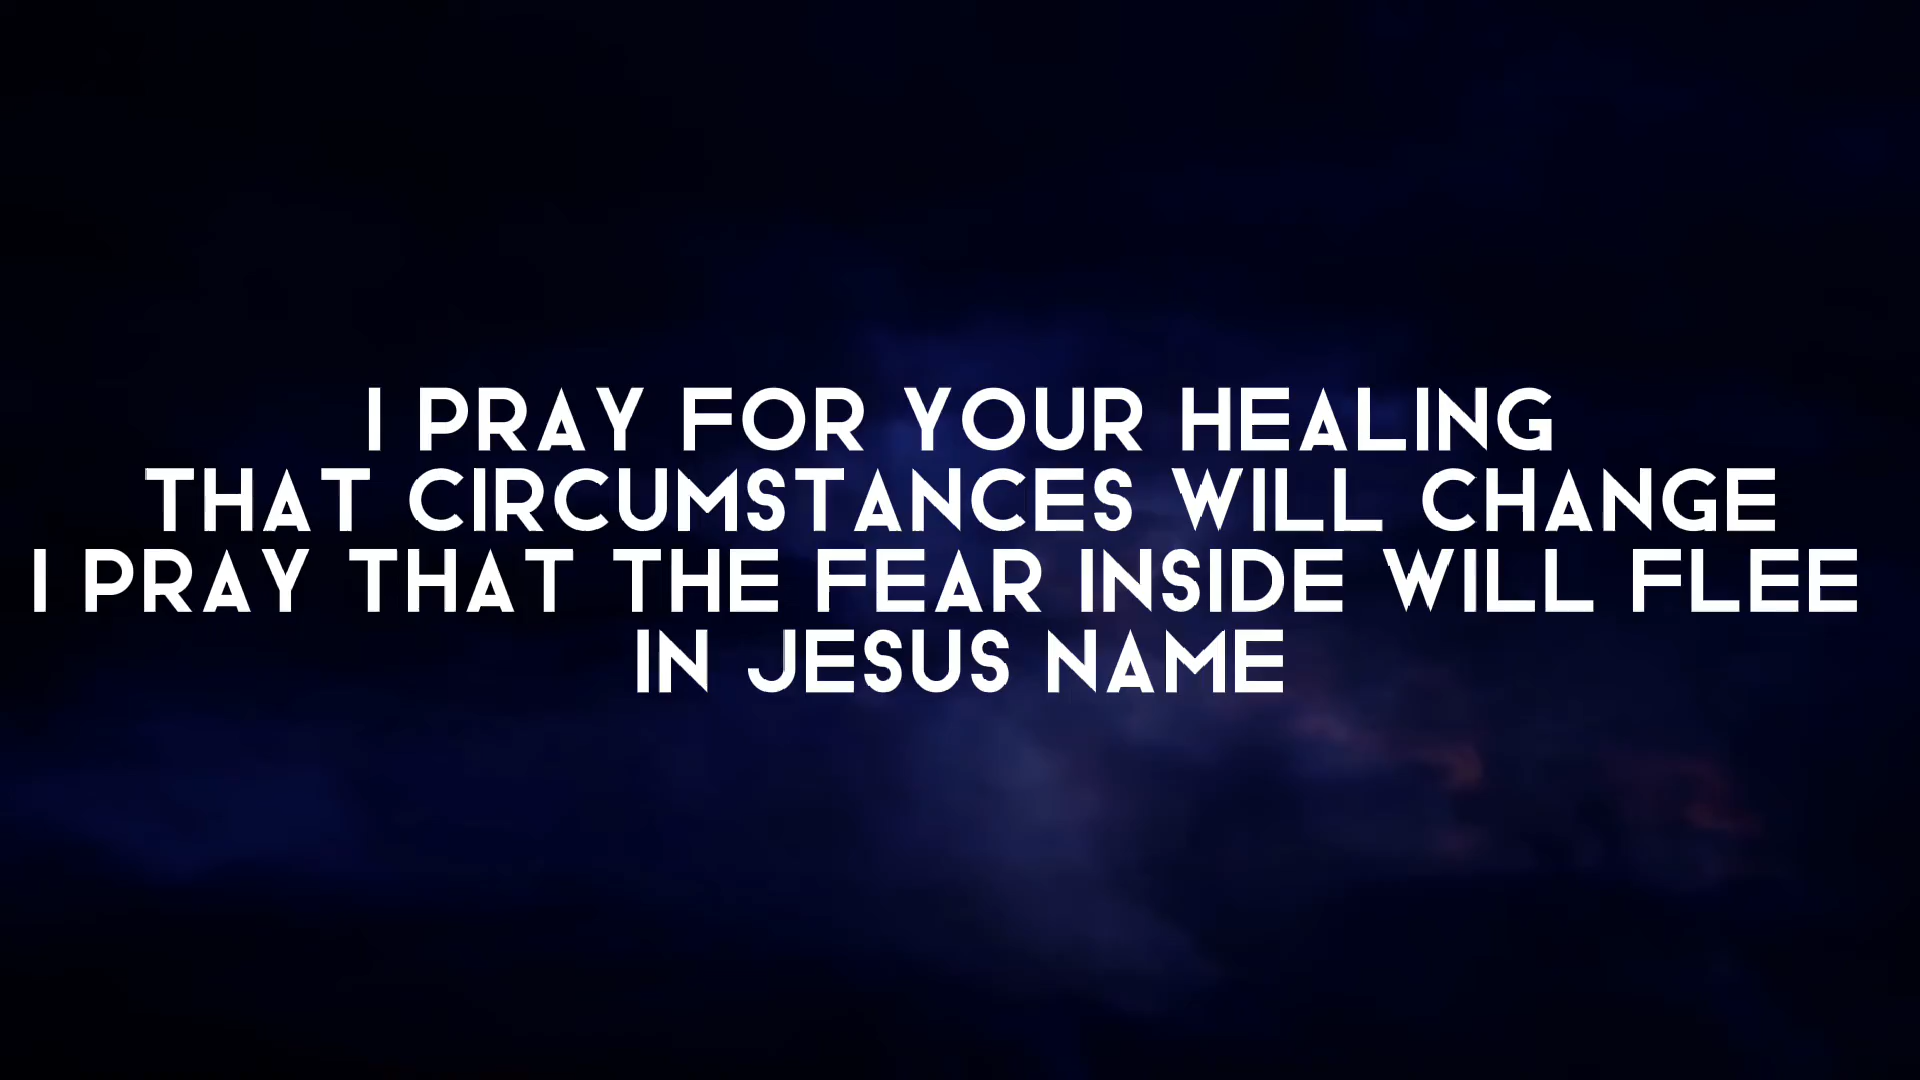 I PRAY FOR YOUR HEALING
THAT CIRCUMSTANCES WILL CHANGE
I PRAY THAT THE FEAR INSIDE WILL FLEE
IN JESUS NAME